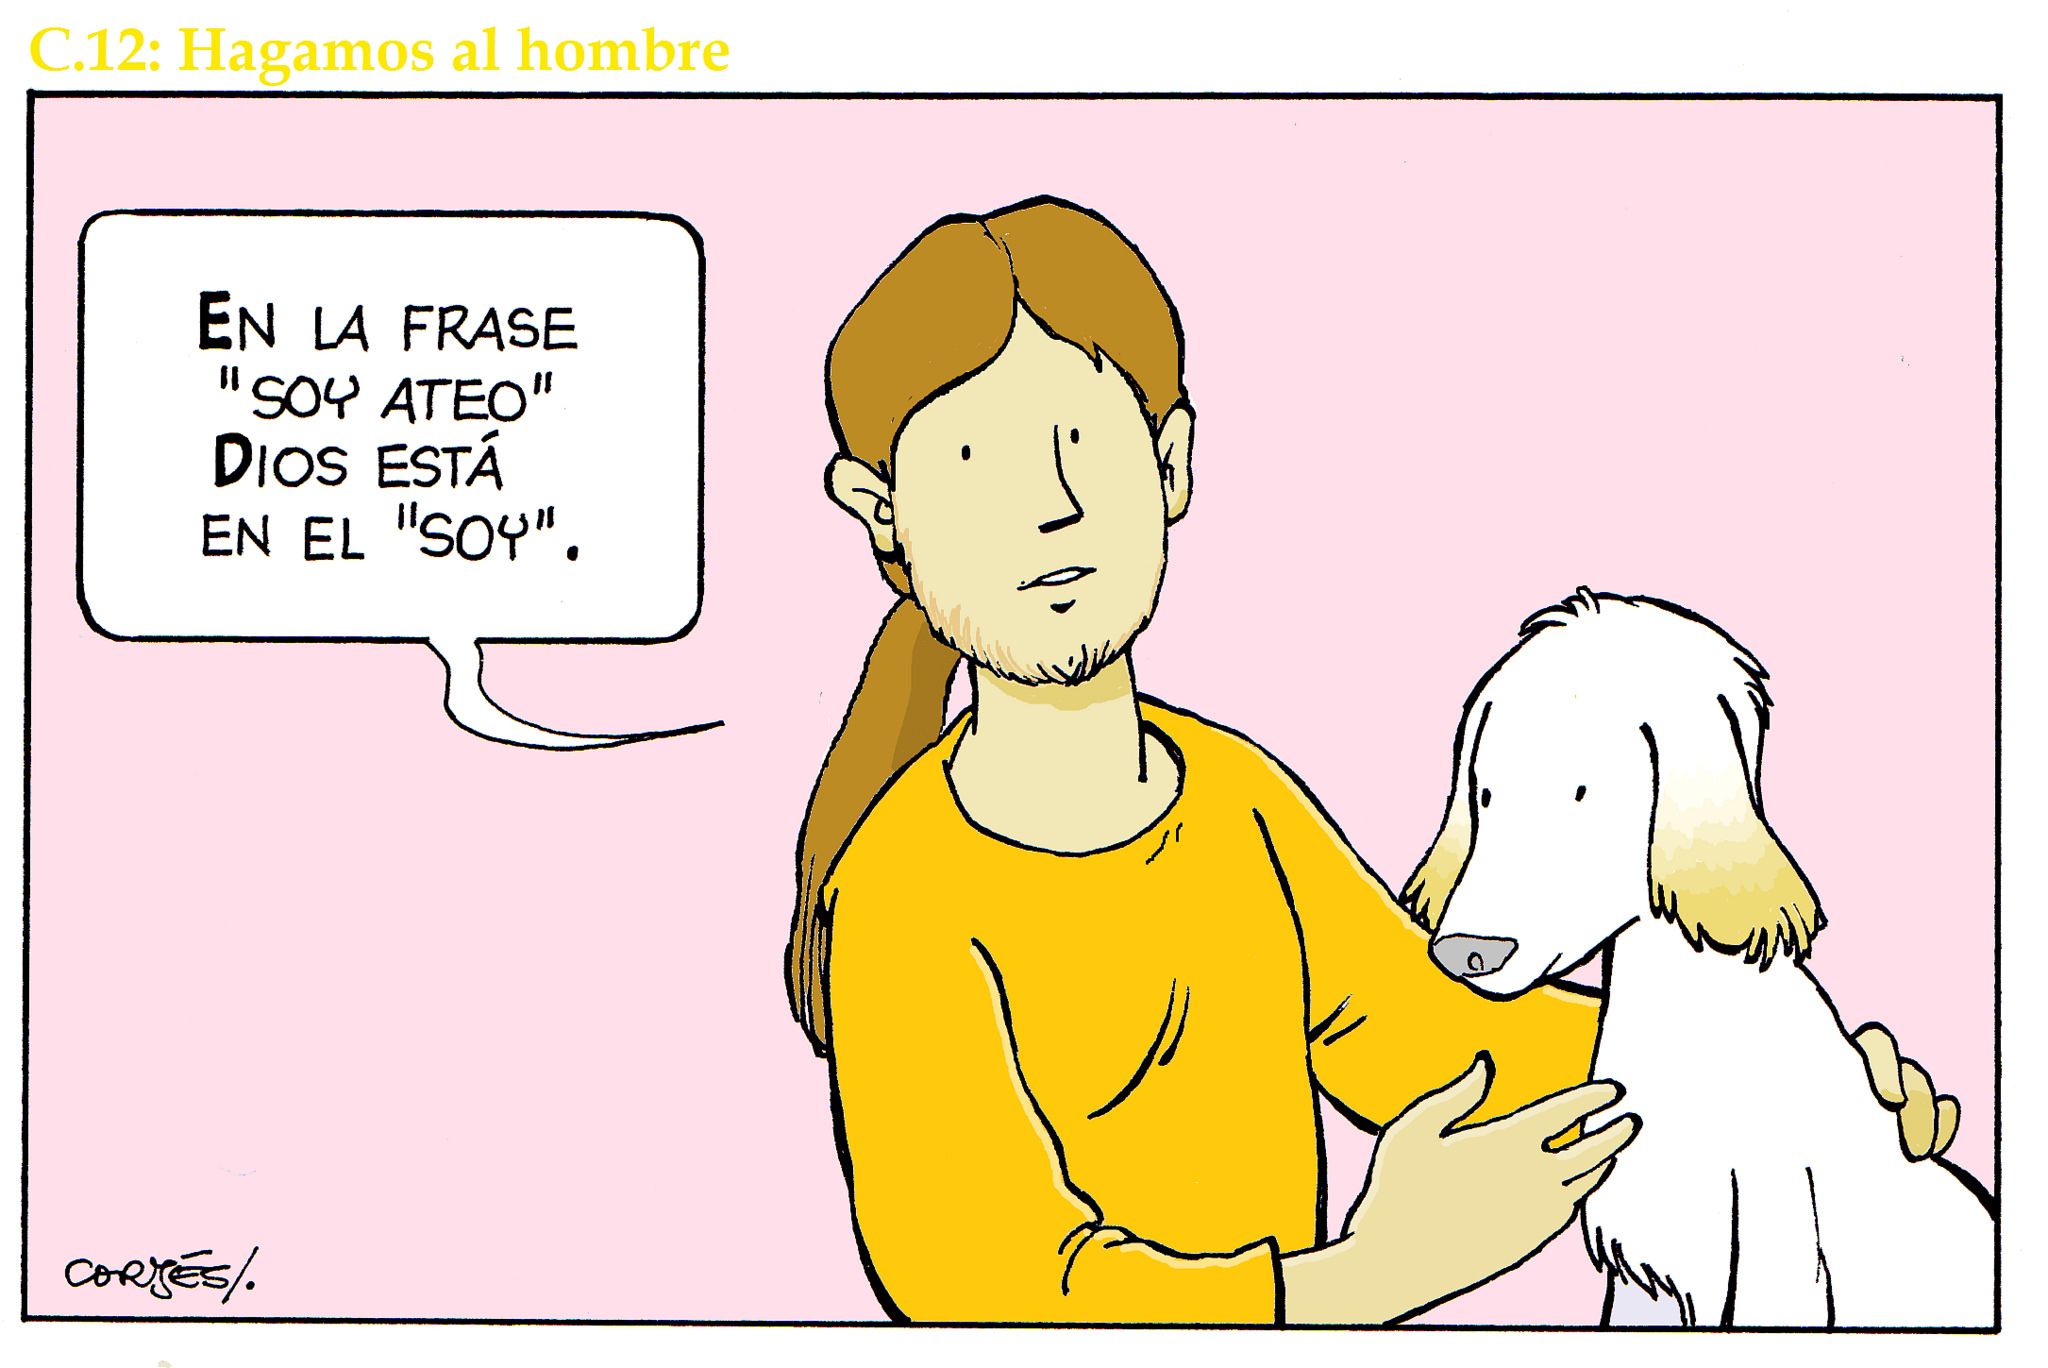 C.12: Hagamos al hombre
EN LA FRASE
"SOY ATEO"
DIOS ESTÁ
EN EL "SOY".
CORTÉS/.